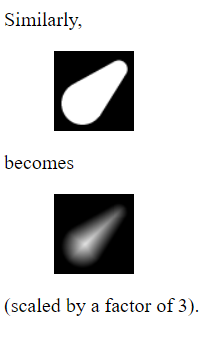 Similarly,
becomes
(scaled by a factor of 3).